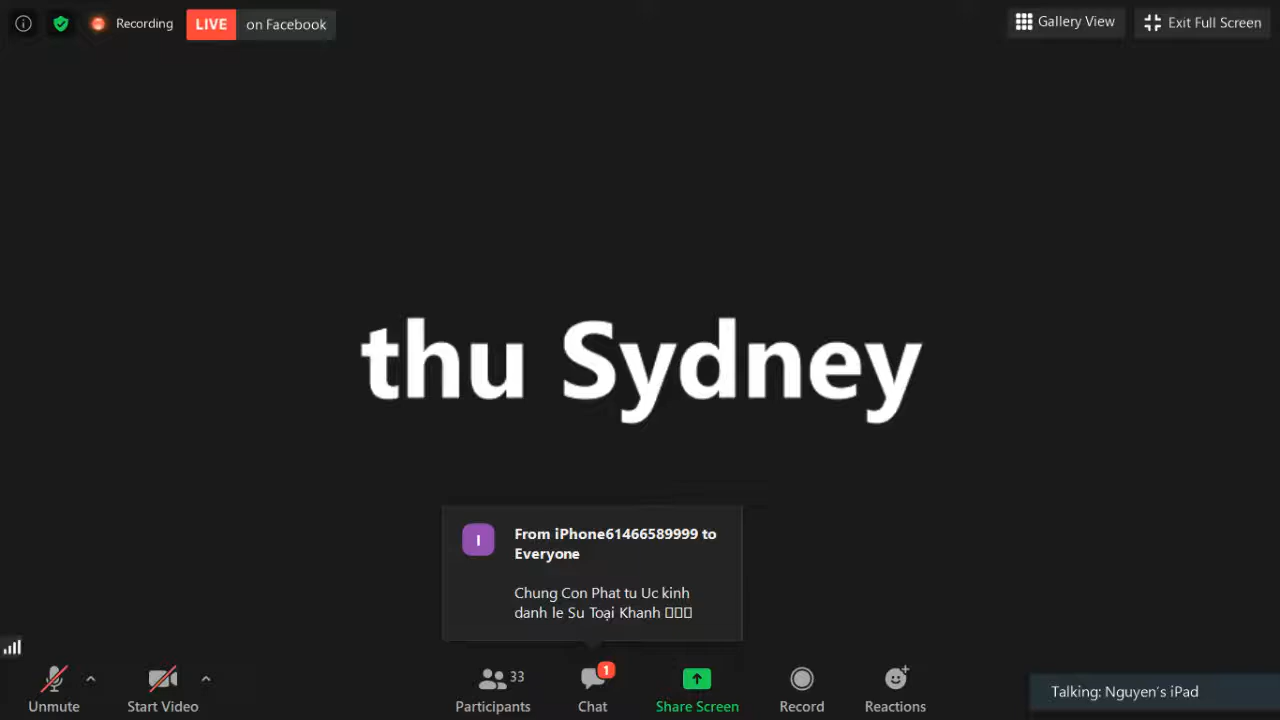 Recording
LIVE on Facebook
Gallery View
Exit Full Screen
thu Sydney
I
From iPhone61466589999 to
Everyone
Chung Con Phat tu Uc kinh
danh le Su Toại Khanh
Unmute
Start Video
Participants 33
Chat 1
Share Screen
Record
Reactions
Talking: Nguyen's iPad